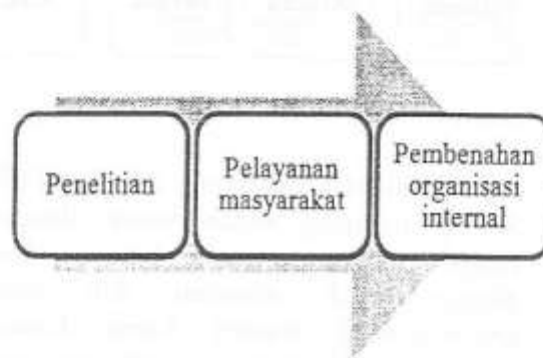 Penelitian
Pelayanan
masyarakat
Pembenahan
organisasi
internal